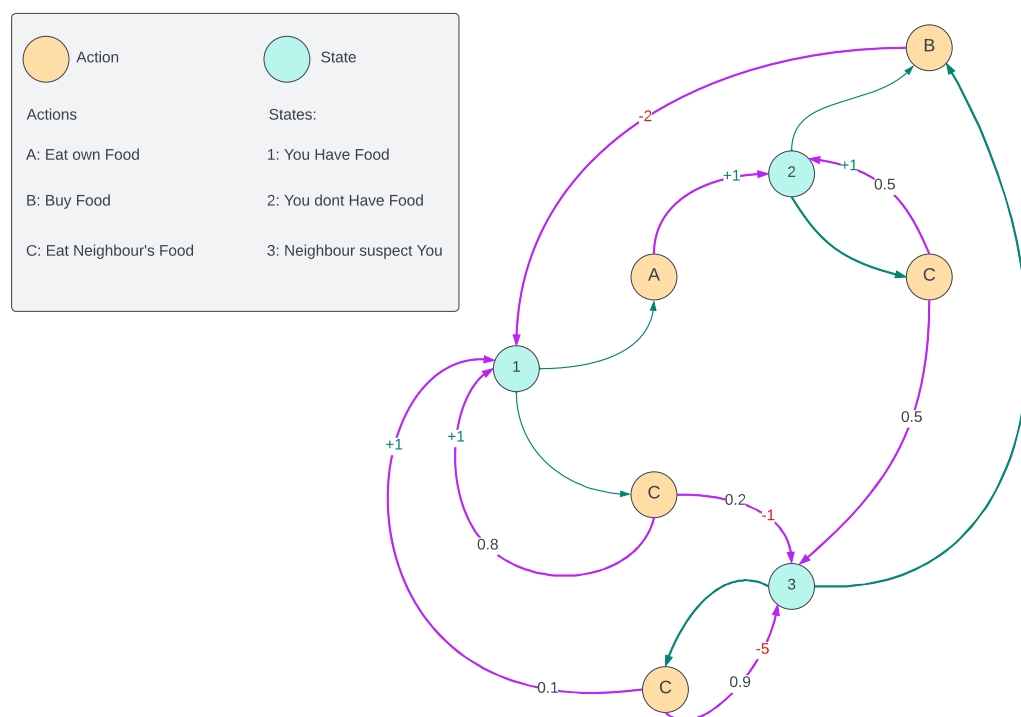 Action
State
Actions
States:
A: Eat own Food
1: You Have Food
B: Buy Food
2: You dont Have Food
C: Eat Neighbour's Food
3: Neighbour suspect You
B
-2
+1
2
+1
0.5
A
C
1
0.5
+1
+1
C
0.2
-1
0.8
3
-5
C
0.1
0.9